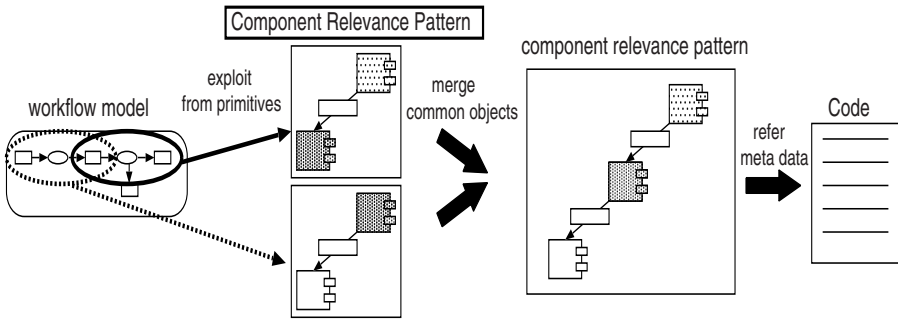 Component Relevance Pattern
workflow model
exploit
from primitives
merge
common objects
component relevance pattern
refer
meta data
Code